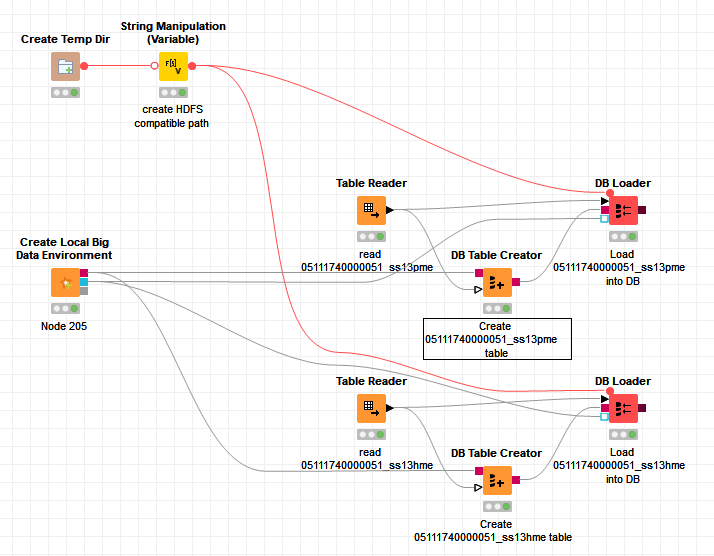 Create Temp Dir
String Manipulation
(Variable)
F[s]
V
create HDFS
compatible path
Table Reader
DB Loader
read
05111740000051_ss13pme
Load
05111740000051_ss13pme
into DB
Create Local Big
Data Environment
Node 205
DB Table Creator
Create
05111740000051_ss13pme
table
Table Reader
DB Loader
read
05111740000051_ss13hme
Load
05111740000051_ss13hme
into DB
DB Table Creator
Create
05111740000051_ss13hme table